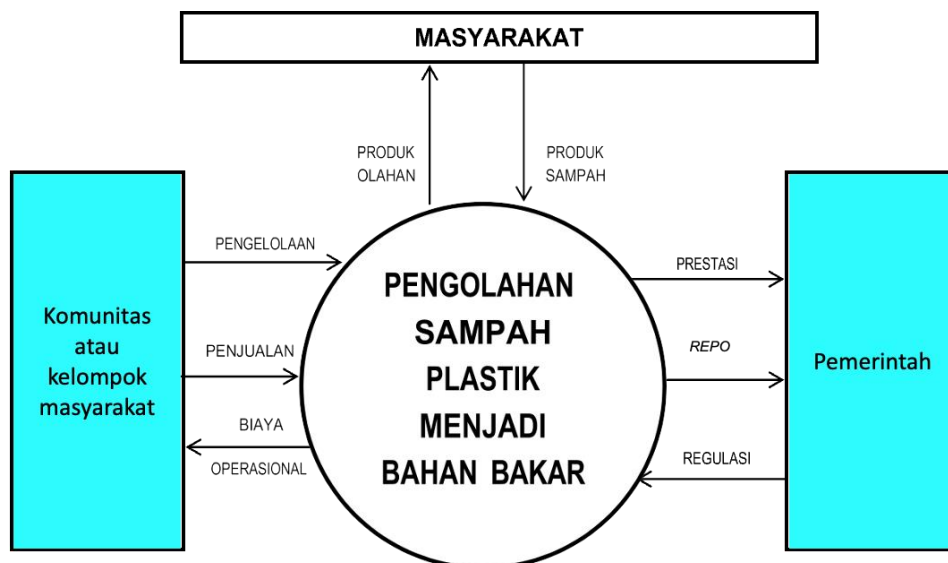 MASYARAKAT
PRODUK
OLAHAN
PRODUK
SAMPAH
PENGELOLAAN
PENJUALAN
BIAYA
OPERASIONAL
Komunitas
atau
kelompok
masyarakat
PENGOLAHAN
SAMPAH
PLASTIK
MENJADI
BAHAN BAKAR
PRESTASI
REPO
REGULASI
Pemerintah